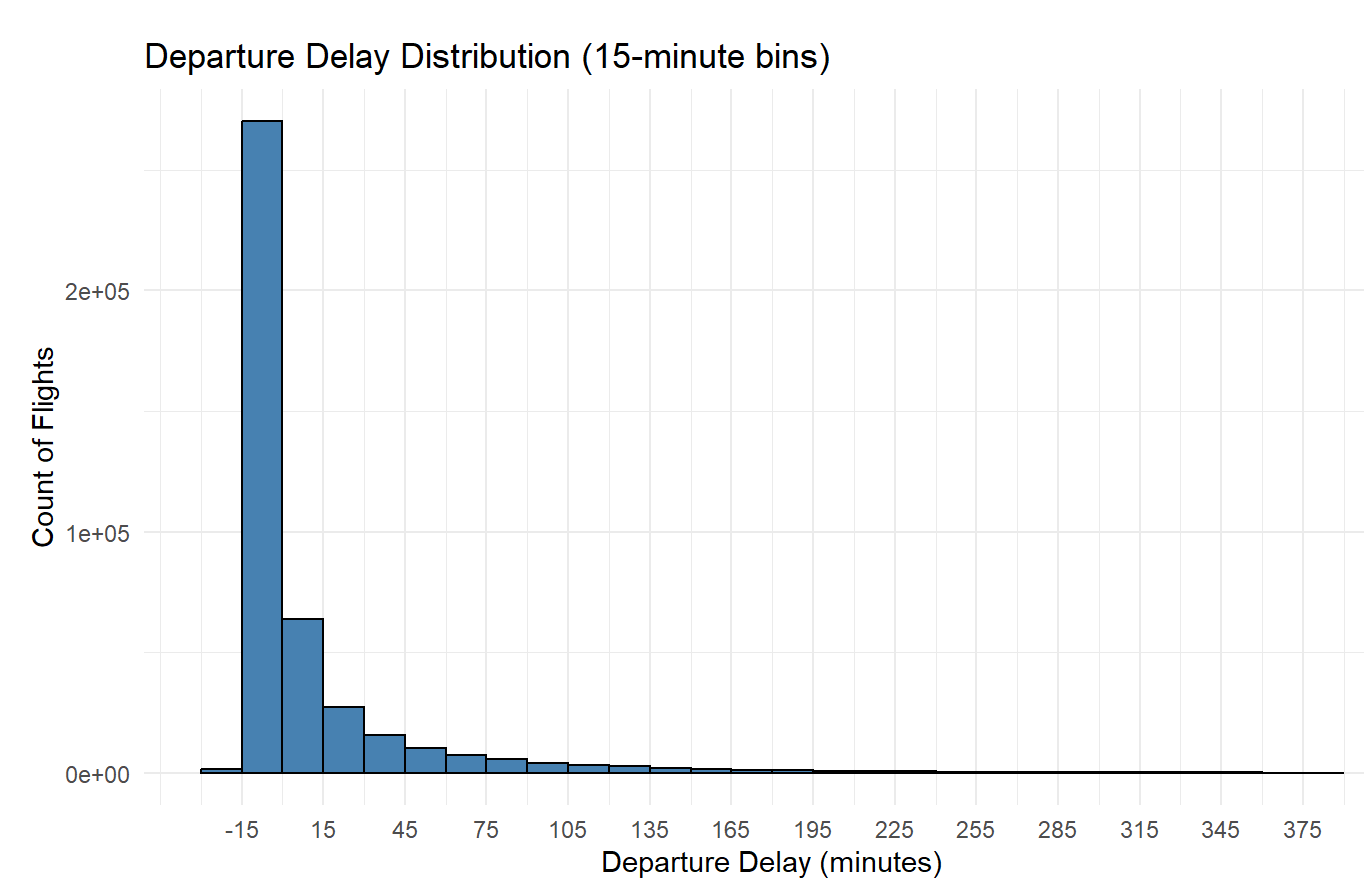 Departure Delay Distribution (15-minute bins)
Count of Flights
2e+05
1e+05
0e+00
-15 15 45 75 105 135 165 195 225 255 285 315 345 375
Departure Delay (minutes)